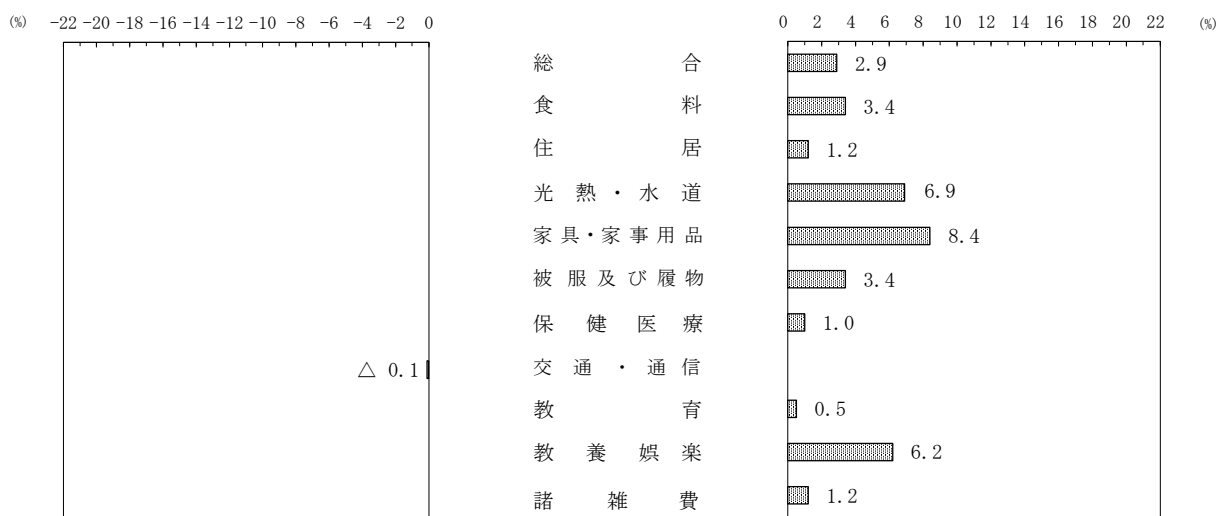 (%) −22 −20 −18 −16 −14 −12 −10 −8 −6 −4 −2 0 0 2 4 6 8 10 12 14 16 18 20 22 (%)
総合 2.9
食料 3.4
住居 1.2
光熱・水道 6.9
家具・家事用品 8.4
被服及び履物 3.4
保健医療 1.0
△ 0.1 交通・通信
教育 0.5
教養娯楽 6.2
諸雑費 1.2